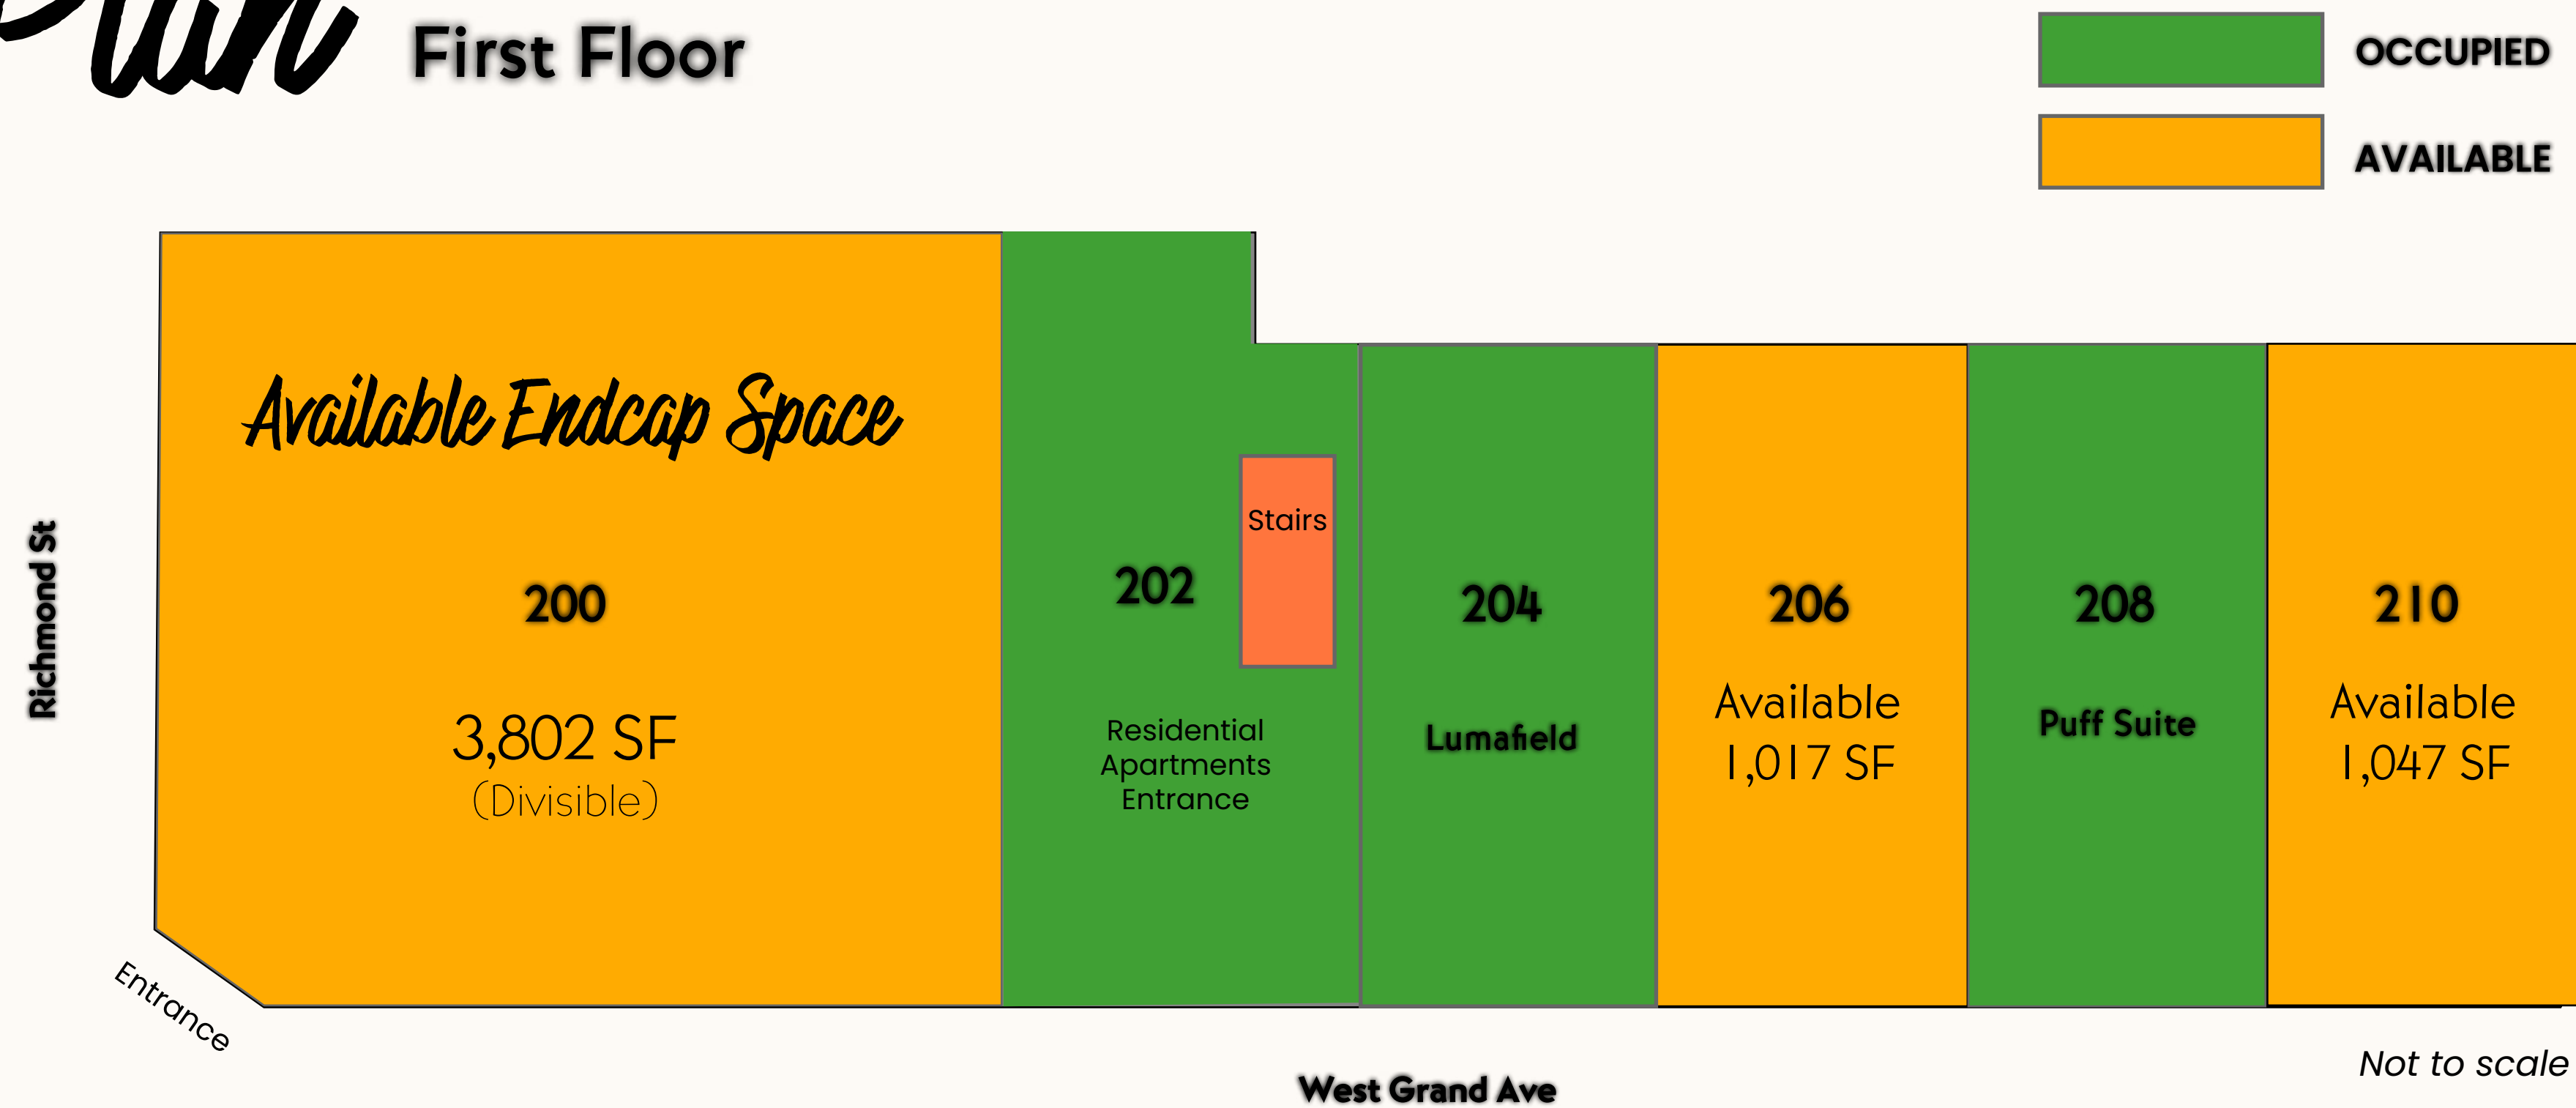 First Floor
OCCUPIED
AVAILABLE
Available Endcap Space
Richmond St
200
3,802 SF
(Divisible)
202
Stairs
Residential
Apartments
Entrance
204
Lumafield
206
Available
1,017 SF
208
Puff Suite
210
Available
1,047 SF
Entrance
West Grand Ave
Not to scale